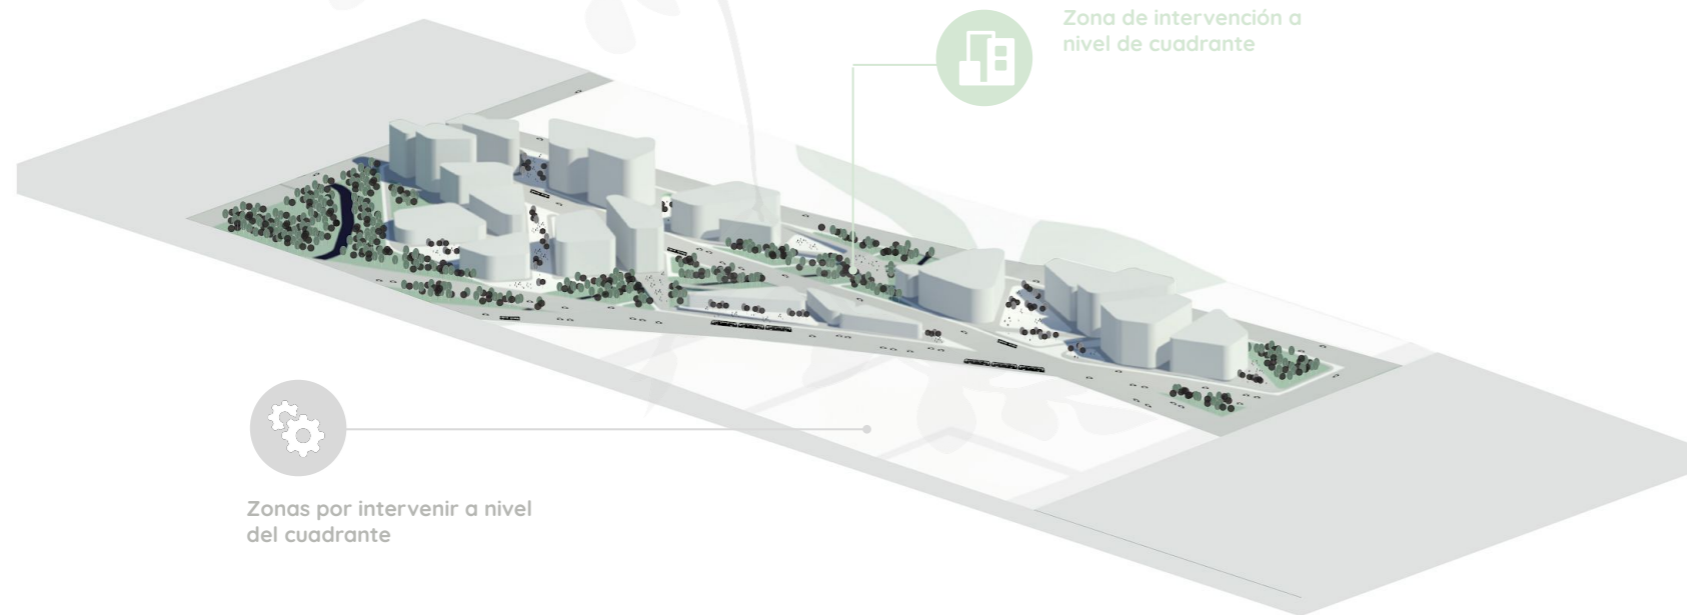 Zona de intervención a
nivel de cuadrante
Zonas por intervenir a nivel
del cuadrante